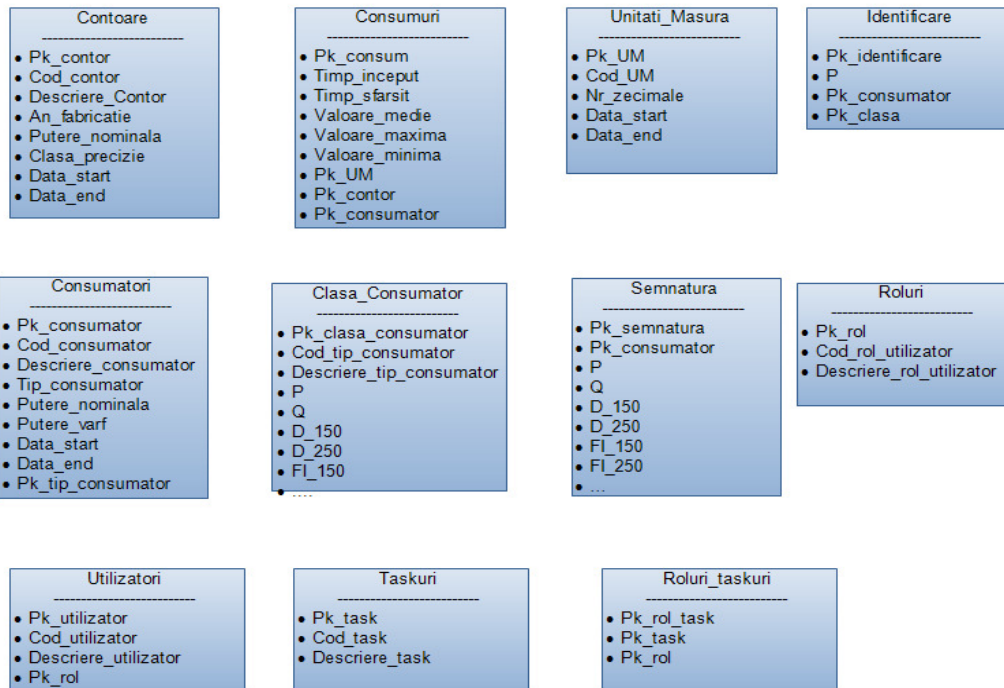 Contoare
--------------------------
• Pk_contor
• Cod_contor
• Descriere_Contor
• An_fabricatie
• Putere_nominala
• Clasa_precizie
• Data_start
• Data_end
Consumuri
--------------------------
• Pk_consum
• Timp_inceput
• Timp_sfarsit
• Valoare_medie
• Valoare_maxima
• Valoare_minima
• Pk_UM
• Pk_contor
• Pk_consumator
Unitati_Masura
--------------------------
• Pk_UM
• Cod_UM
• Nr_zecimale
• Data_start
• Data_end
Identificare
--------------------------
• Pk_identificare
• P
• Pk_consumator
• Pk_clasa
Consumatori
--------------------------
• Pk_consumator
• Cod_consumator
• Descriere_consumator
• Tip_consumator
• Putere_nominala
• Putere_varf
• Data_start
• Data_end
• Pk_tip_consumator
Clasa_Consumator
--------------------------
• Pk_clasa_consumator
• Cod_tip_consumator
• Descriere_tip_consumator
• P
• Q
• D_150
• D_250
• FI_150
• ....
Semnatura
--------------------------
• Pk_semnatura
• Pk_consumator
• P
• Q
• D_150
• D_250
• FI_150
• FI_250
• ...
Roluri
--------------------------
• Pk_rol
• Cod_rol_utilizator
• Descriere_rol_utilizator
Utilizatori
--------------------------
• Pk_utilizator
• Cod_utilizator
• Descriere_utilizator
• Pk_rol
Taskuri
--------------------------
• Pk_task
• Cod_task
• Descriere_task
Roluri_taskuri
--------------------------
• Pk_rol_task
• Pk_task
• Pk_rol